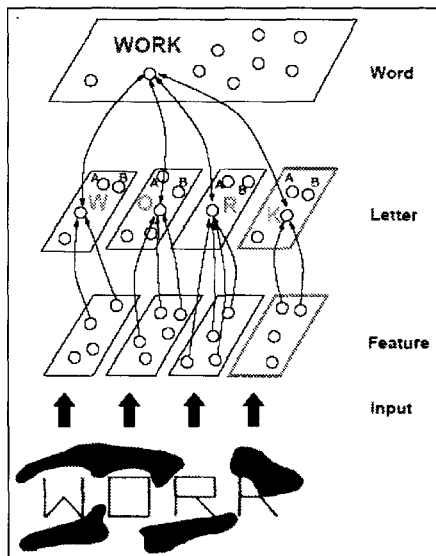 WORK
Word
A B A B A B A B
W O R K
Letter
Feature
Input
W O R